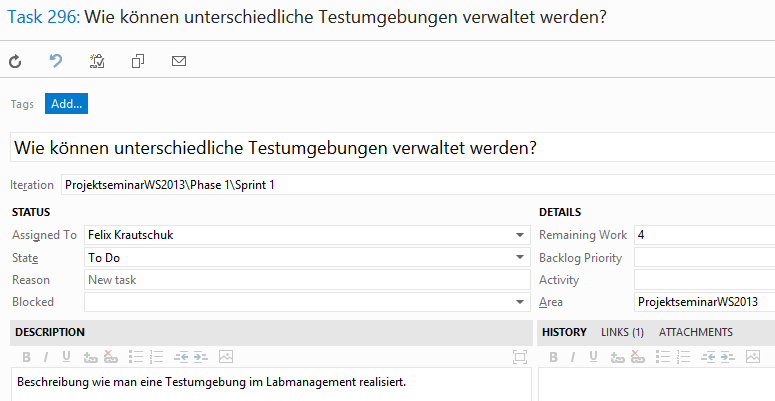 Task 296: Wie können unterschiedliche Testumgebungen verwaltet werden?
Tags Add...
Wie können unterschiedliche Testumgebungen verwaltet werden?
Iteration ProjektseminarWS2013\Phase 1\Sprint 1
STATUS DETAILS
Assigned To Felix Krautschuk Remaining Work 4
State To Do Backlog Priority
Reason New task Activity
Blocked Area ProjektseminarWS2013
DESCRIPTION HISTORY LINKS (1) ATTACHMENTS
B I U B I U
Beschreibung wie man eine Testumgebung im Labmanagement realisiert.